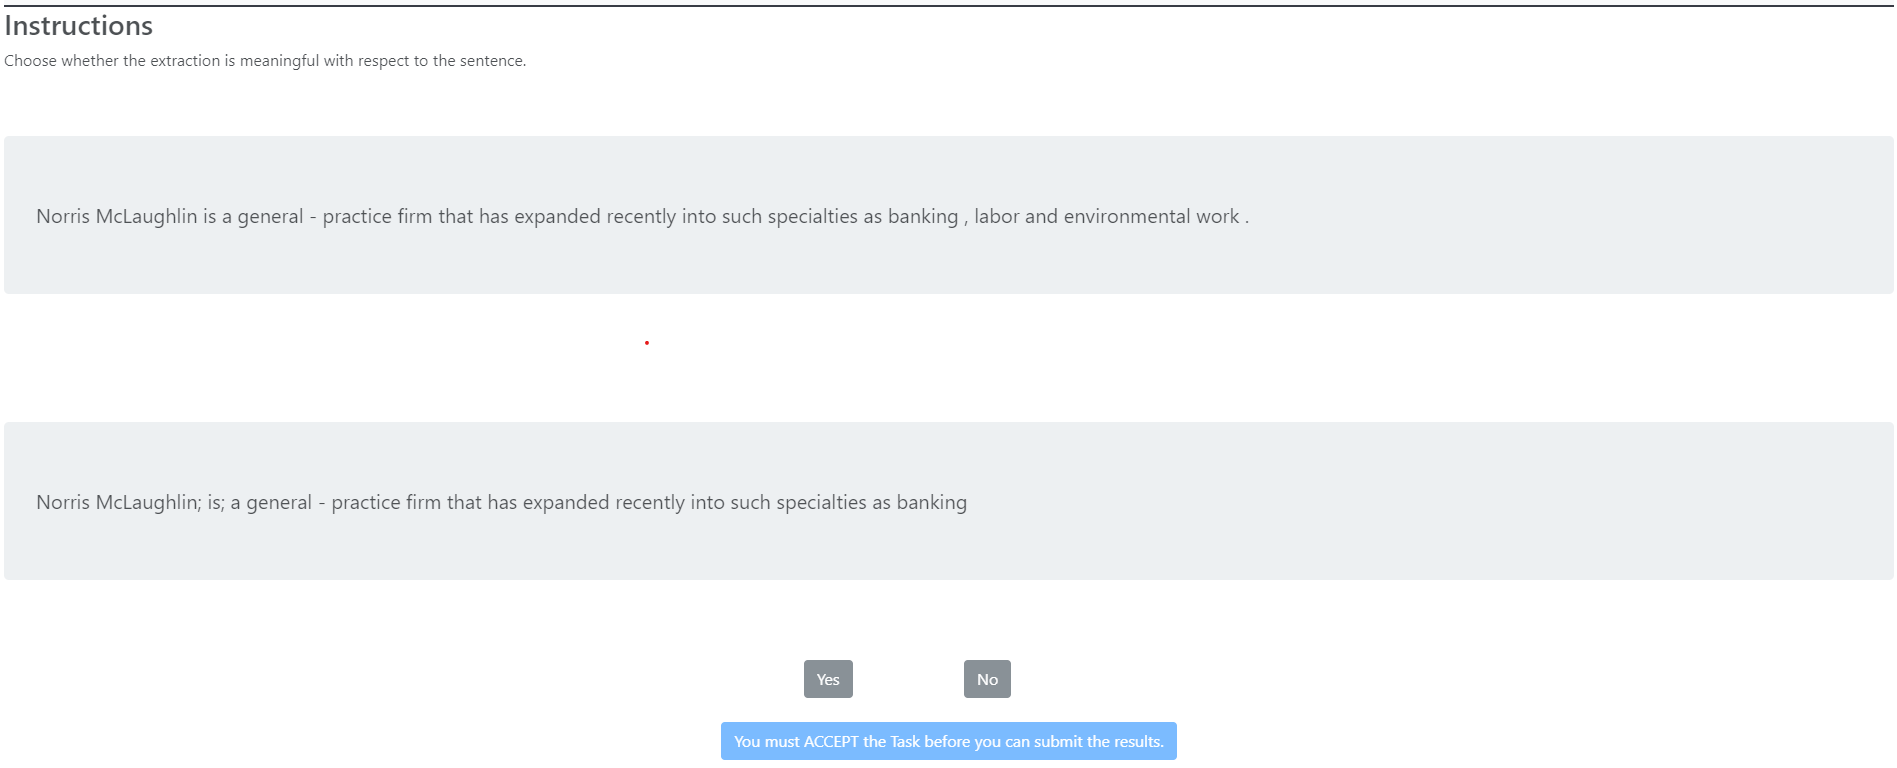 Instructions
Choose whether the extraction is meaningful with respect to the sentence.
Norris McLaughlin is a general - practice firm that has expanded recently into such specialties as banking , labor and environmental work .
Norris McLaughlin; is; a general - practice firm that has expanded recently into such specialties as banking
Yes
No
You must ACCEPT the Task before you can submit the results.